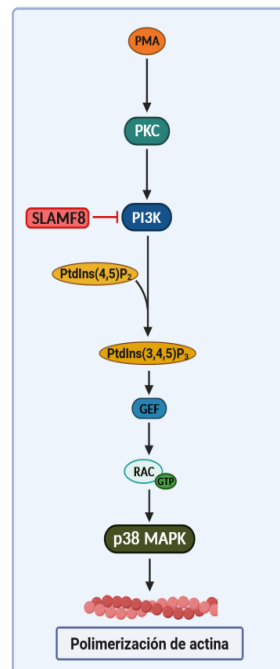 PMA
PKC
SLAMF8
PI3K
PtdIns(4,5)P₂
PtdIns(3,4,5)P₃
GEF
RAC
GTP
p38 MAPK
Polimerización de actina